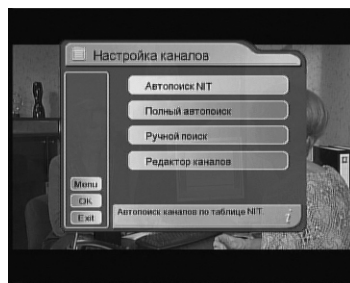 Настройка каналов
Автопоиск NIT
Полный автопоиск
Ручной поиск
Редактор каналов
Menu
OK
Exit
Автопоиск каналов по таблице NIT.